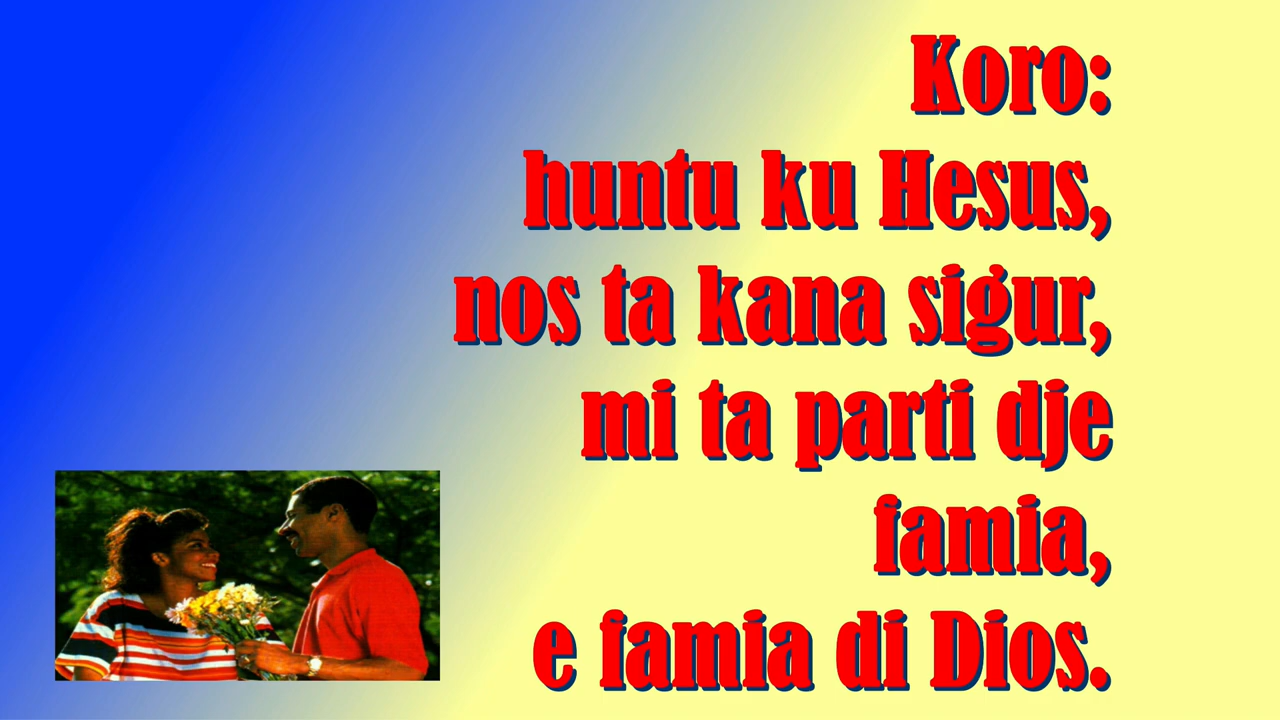 Koro:
huntu ku Hesus,
nos ta kana sigur,
mi ta parti dje
famia,
e famia di Dios.